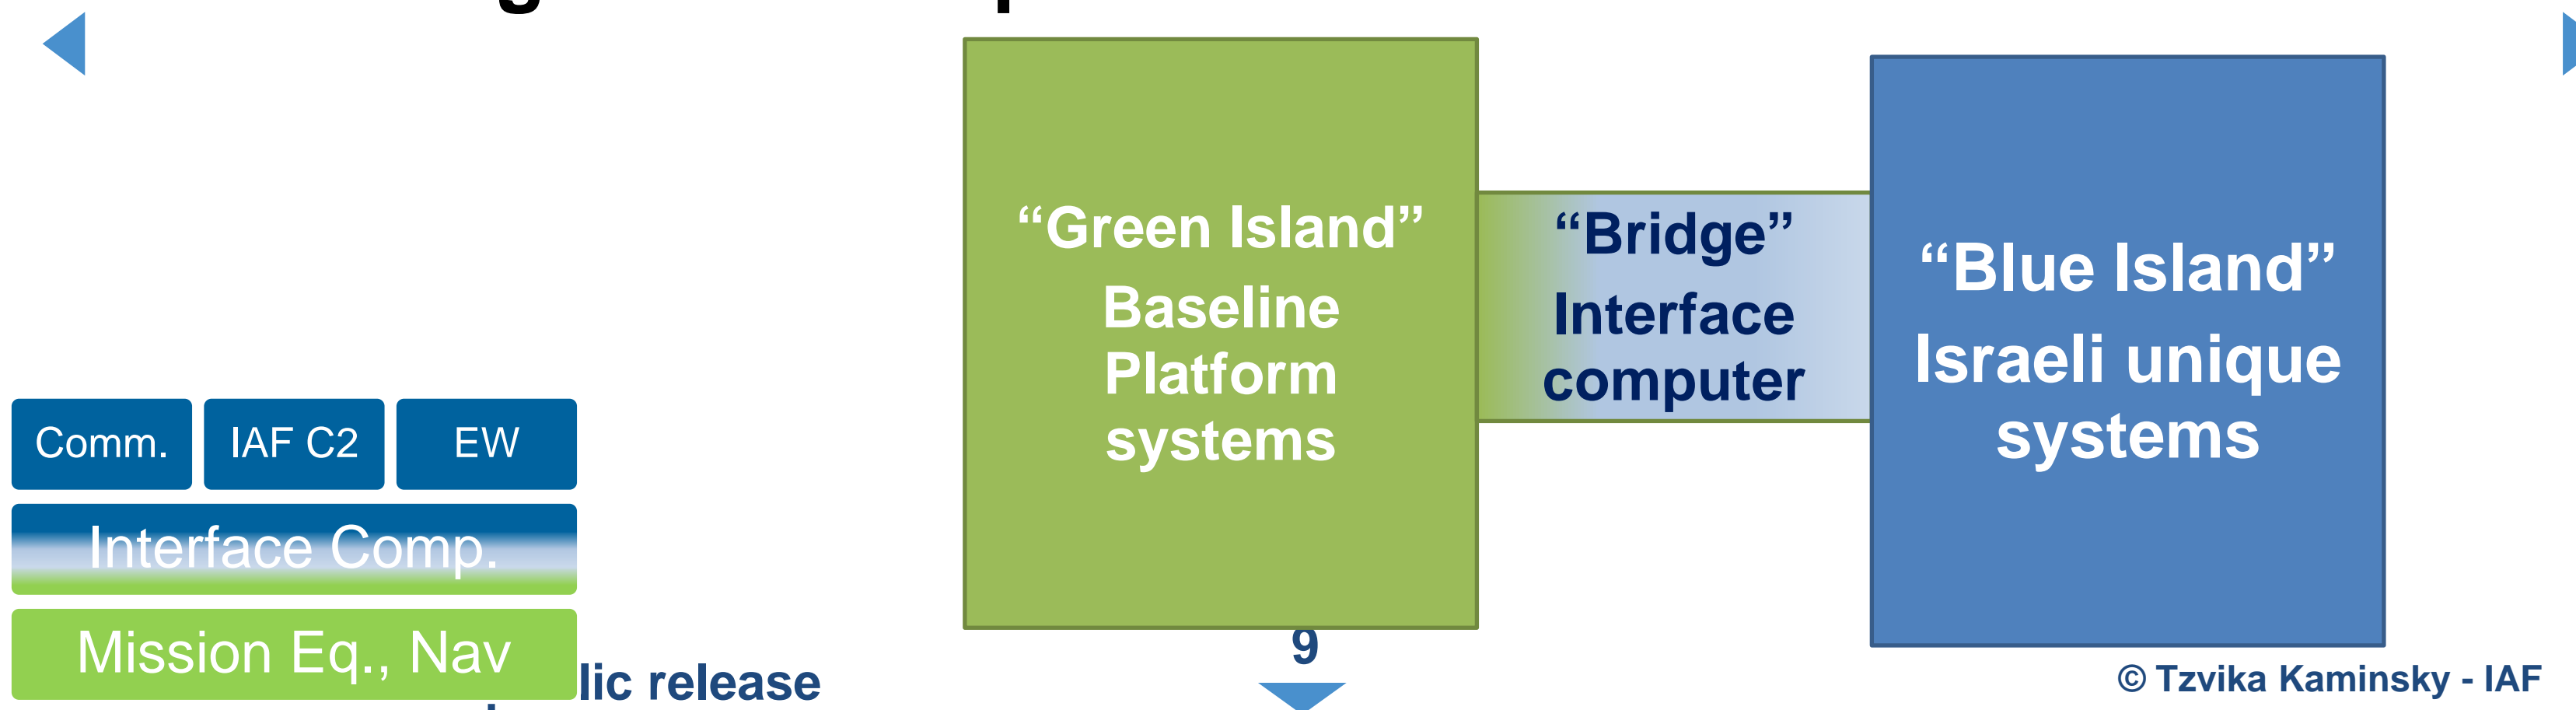 “Green Island”
Baseline
Platform
systems
“Bridge”
Interface
computer
“Blue Island”
Israeli unique
systems
Comm.
IAF C2
EW
Interface Comp.
Mission Eq., Nav
lic release
9
© Tzvika Kaminsky - IAF